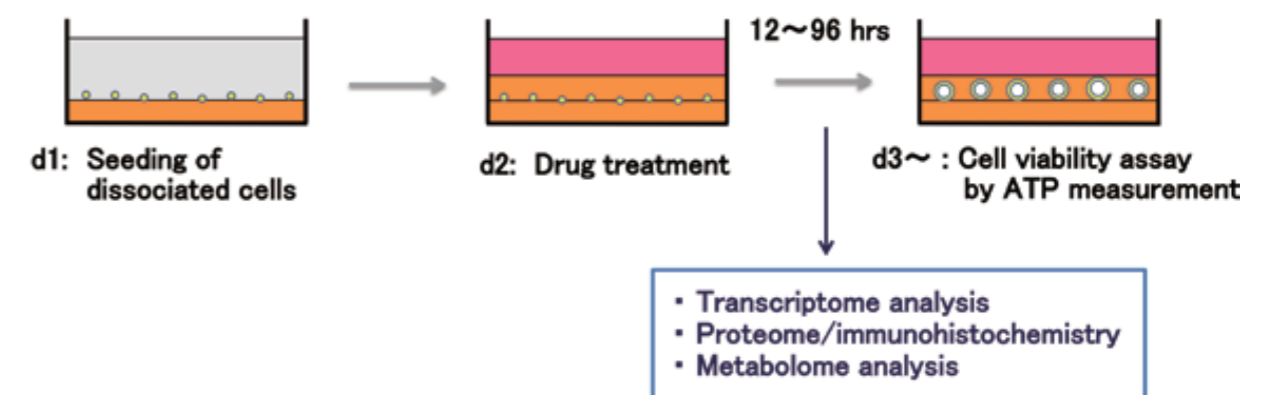 12～96 hrs
d1: Seeding of
dissociated cells
d2: Drug treatment
d3～ : Cell viability assay
by ATP measurement
・Transcriptome analysis
・Proteome/immunohistochemistry
・Metabolome analysis